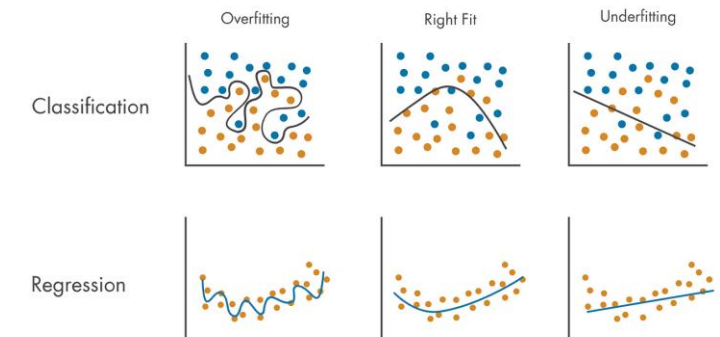 Overfitting
Right Fit
Underfitting
Classification
Regression